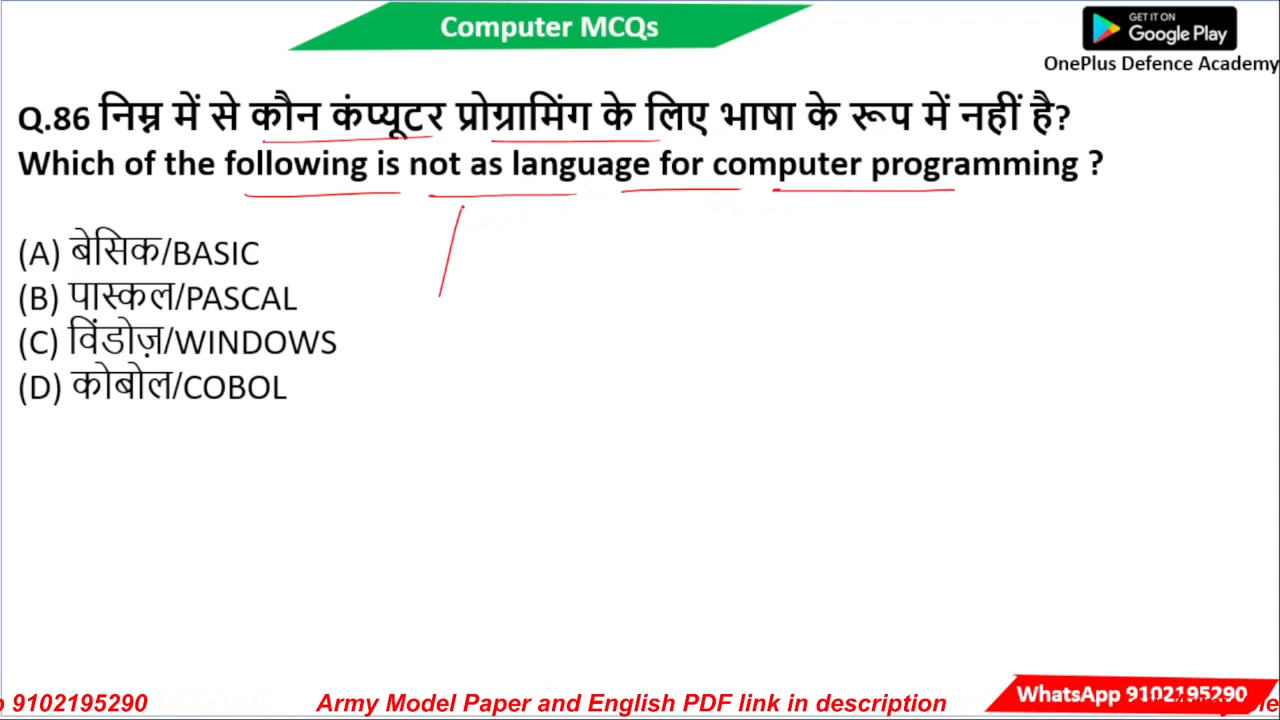 Computer MCQs
GET IT ON
Google Play
OnePlus Defence Academy
Q.86 निम्न में से कौन कंप्यूटर प्रोग्रामिंग के लिए भाषा के रूप में नहीं है?
Which of the following is not as language for computer programming ?
(A) बेसिक/BASIC
(B) पास्कल/PASCAL
(C) विंडोज़/WINDOWS
(D) कोबोल/COBOL
WhatsApp 9102195290
9102195290 Army Model Paper and English PDF link in description